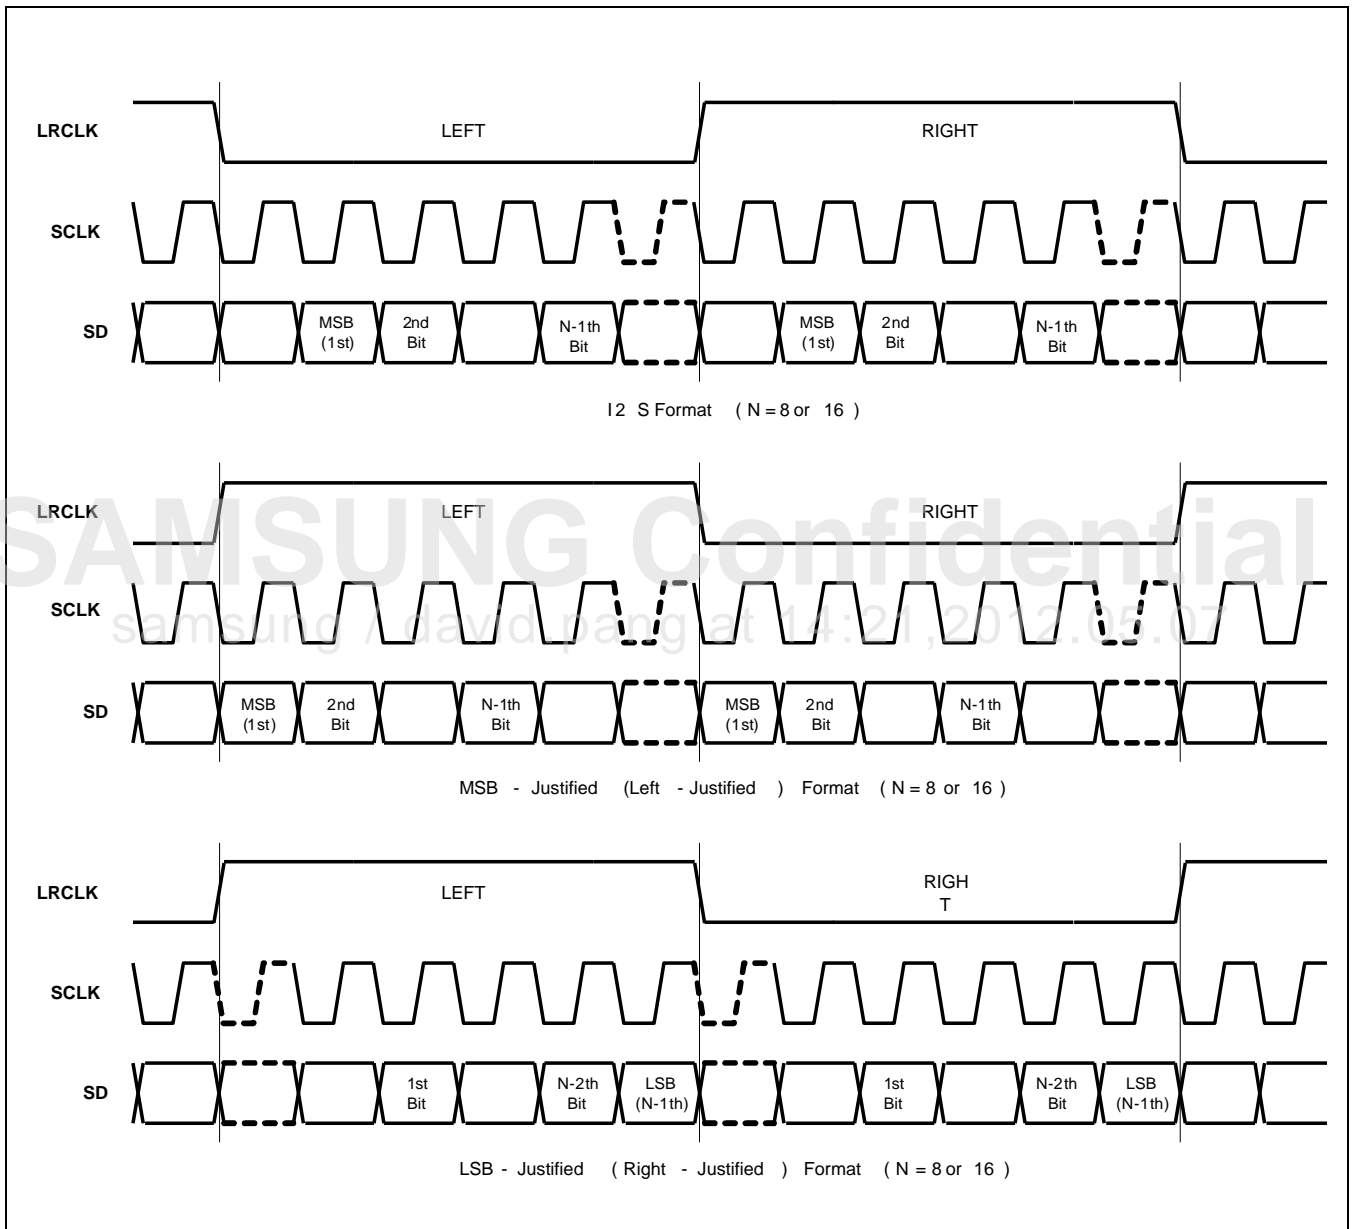 LRCLK LEFT RIGHT
SCLK
SD MSB (1st) 2nd Bit N-1th Bit MSB (1st) 2nd Bit N-1th Bit
I2 S Format ( N = 8 or 16 )
LRCLK LEFT RIGHT
SAMSUNG Confidential
SCLK
samsung / david.pang at 14:21,2012.05.07
SD MSB (1st) 2nd Bit N-1th Bit MSB (1st) 2nd Bit N-1th Bit
MSB - Justified (Left - Justified ) Format ( N = 8 or 16 )
LRCLK LEFT RIGH T
SCLK
SD 1st Bit N-2th Bit LSB (N-1th) 1st Bit N-2th Bit LSB (N-1th)
LSB - Justified ( Right - Justified ) Format ( N = 8 or 16 )